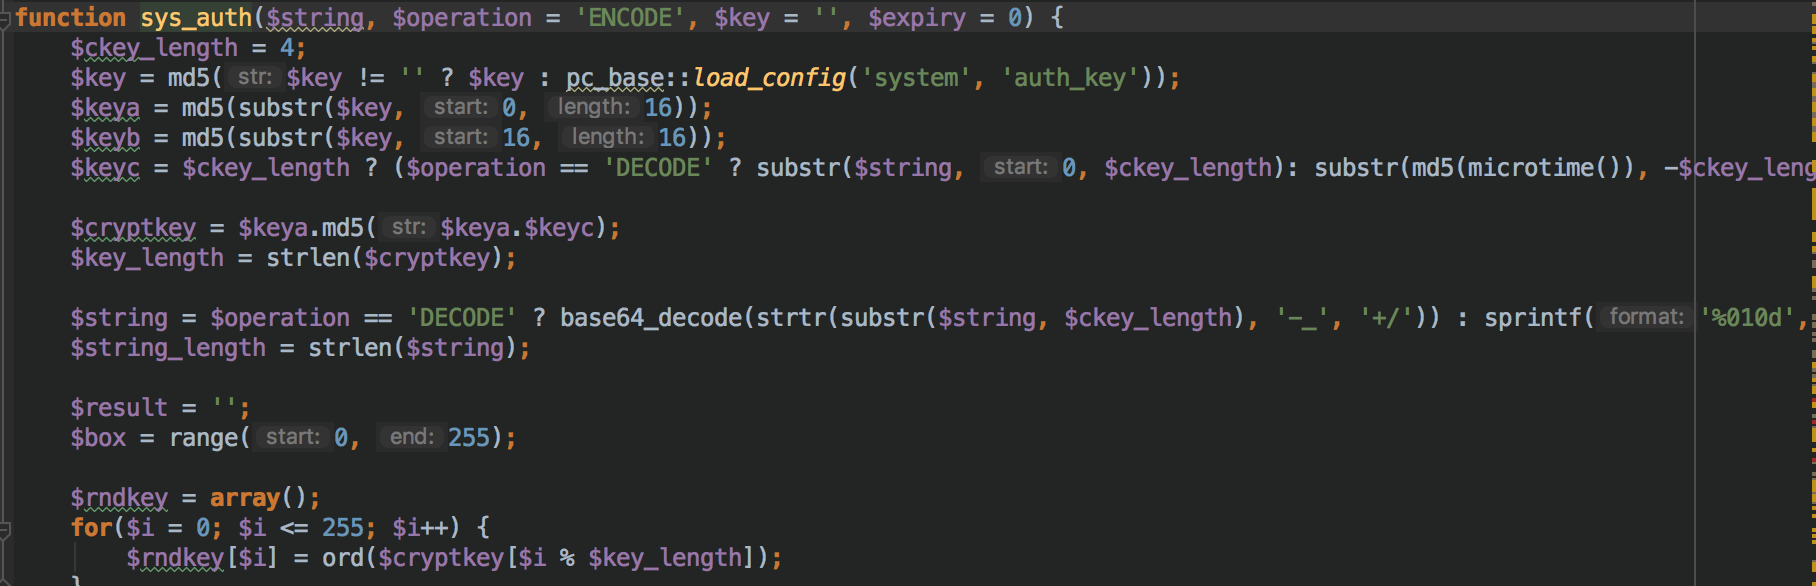 function sys_auth($string, $operation = 'ENCODE', $key = '', $expiry = 0) {
$ckey_length = 4;
$key = md5( str: $key != '' ? $key : pc_base::load_config('system', 'auth_key'));
$keya = md5(substr($key, start: 0, length: 16));
$keyb = md5(substr($key, start: 16, length: 16));
$keyc = $ckey_length ? ($operation == 'DECODE' ? substr($string, start: 0, $ckey_length): substr(md5(microtime()), -$ckey_leng
$cryptkey = $keya.md5( str: $keya.$keyc);
$key_length = strlen($cryptkey);
$string = $operation == 'DECODE' ? base64_decode(strtr(substr($string, $ckey_length), '-_', '+/')) : sprintf( format: '%010d',
$string_length = strlen($string);
$result = '';
$box = range( start: 0, end: 255);
$rndkey = array();
for($i = 0; $i <= 255; $i++) {
$rndkey[$i] = ord($cryptkey[$i % $key_length]);
}